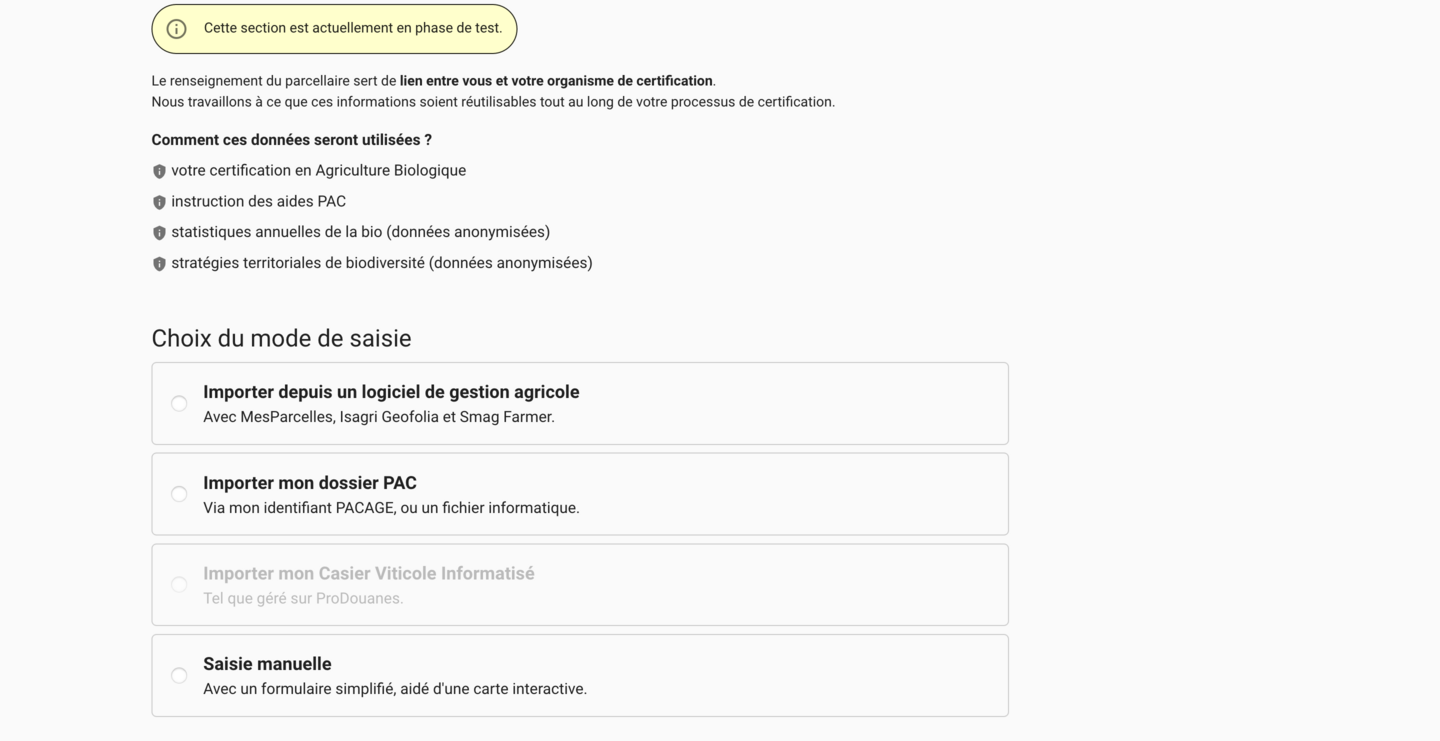 Cette section est actuellement en phase de test.
Le renseignement du parcellaire sert de lien entre vous et votre organisme de certification.
Nous travaillons à ce que ces informations soient réutilisables tout au long de votre processus de certification.
Comment ces données seront utilisées ?
votre certification en Agriculture Biologique
instruction des aides PAC
statistiques annuelles de la bio (données anonymisées)
stratégies territoriales de biodiversité (données anonymisées)
Choix du mode de saisie
Importer depuis un logiciel de gestion agricole
Avec MesParcelles, Isagri Geofolia et Smag Farmer.
Importer mon dossier PAC
Via mon identifiant PACAGE, ou un fichier informatique.
Importer mon Casier Viticole Informatisé
Tel que géré sur ProDouanes.
Saisie manuelle
Avec un formulaire simplifié, aidé d'une carte interactive.